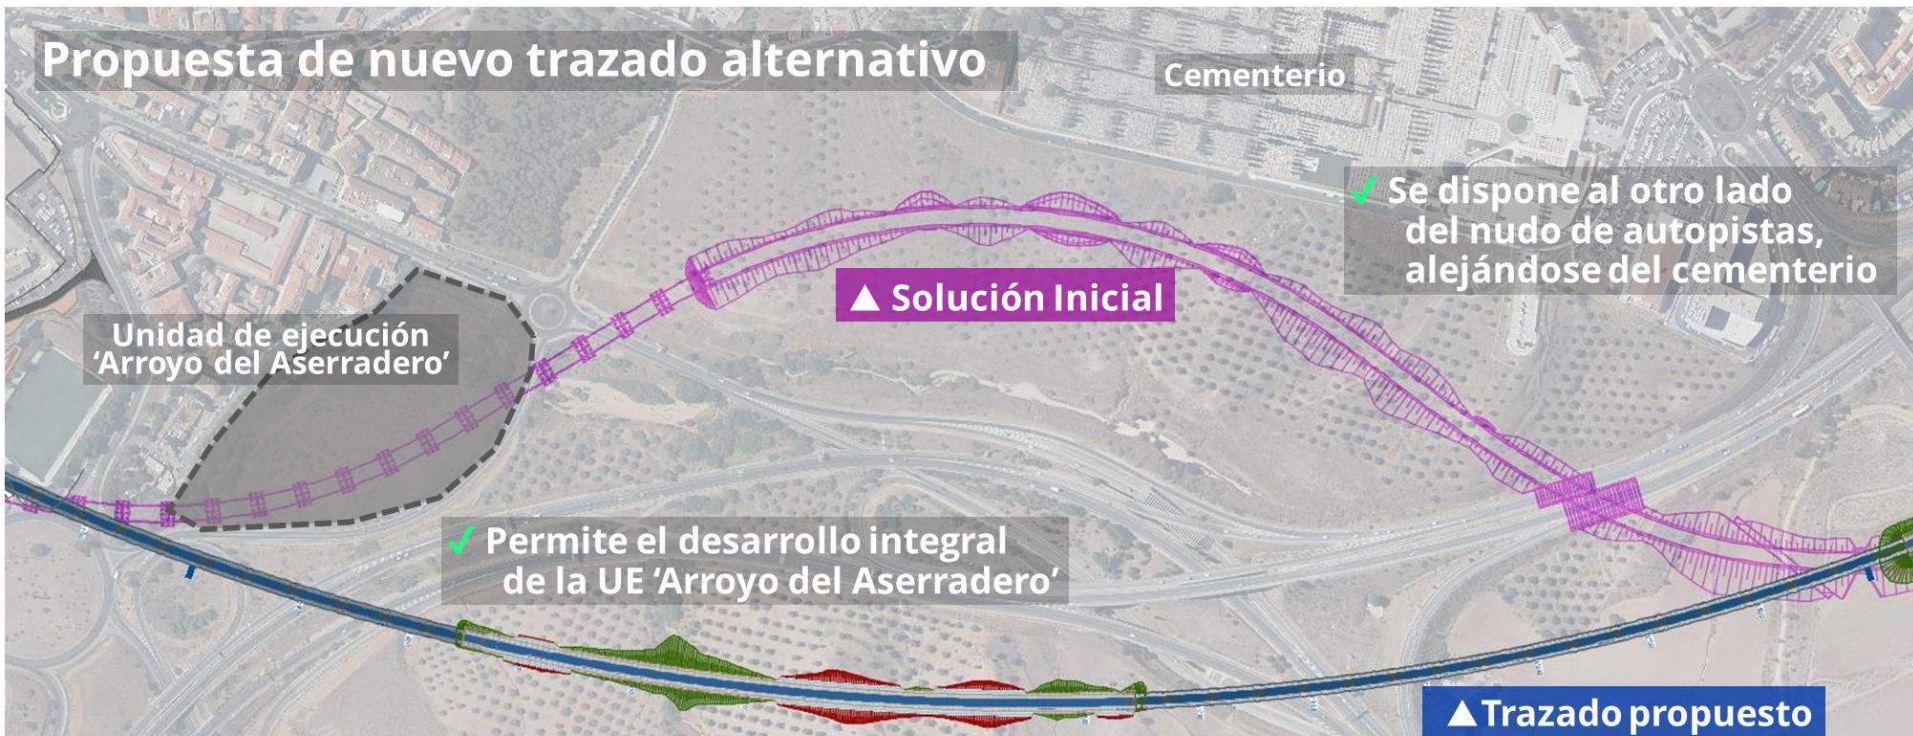 Propuesta de nuevo trazado alternativo
Cementerio
✓ Se dispone al otro lado
del nudo de autopistas,
alejándose del cementerio
▲ Solución Inicial
Unidad de ejecución
‘Arroyo del Aserradero’
✓ Permite el desarrollo integral
de la UE ‘Arroyo del Aserradero’
▲ Trazado propuesto